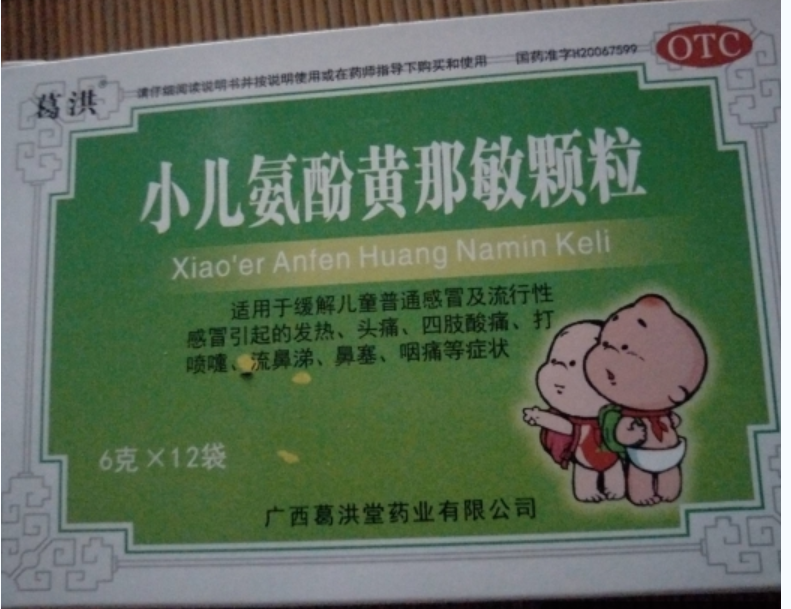 OTC
请仔细阅读说明书并按说明使用或在药师指导下购买和使用 国药准字H20067599
葛洪®
小儿氨酚黄那敏颗粒
Xiao'er Anfen Huang Namin Keli
适用于缓解儿童普通感冒及流行性
感冒引起的发热、头痛、四肢酸痛、打
喷嚏、流鼻涕、鼻塞、咽痛等症状
6克×12袋
广西葛洪堂药业有限公司